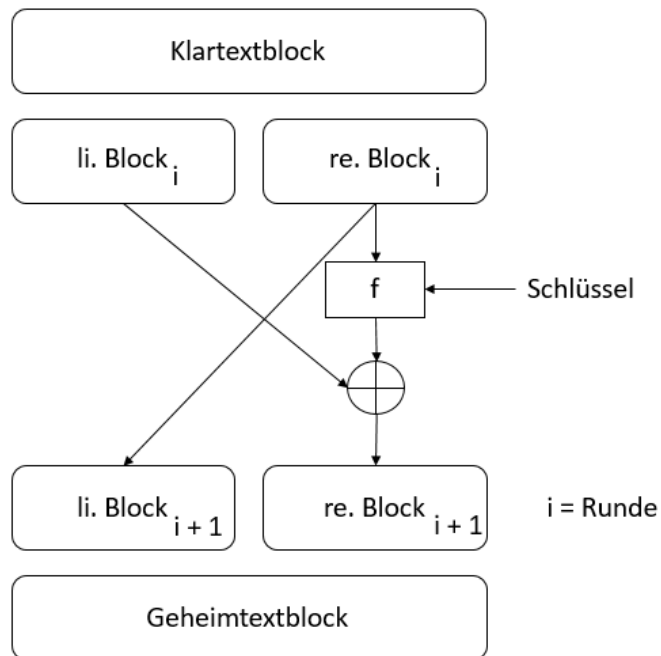 Klartextblock
li. Block i
re. Block i
f
Schlüssel
li. Block i + 1
re. Block i + 1
i = Runde
Geheimtextblock